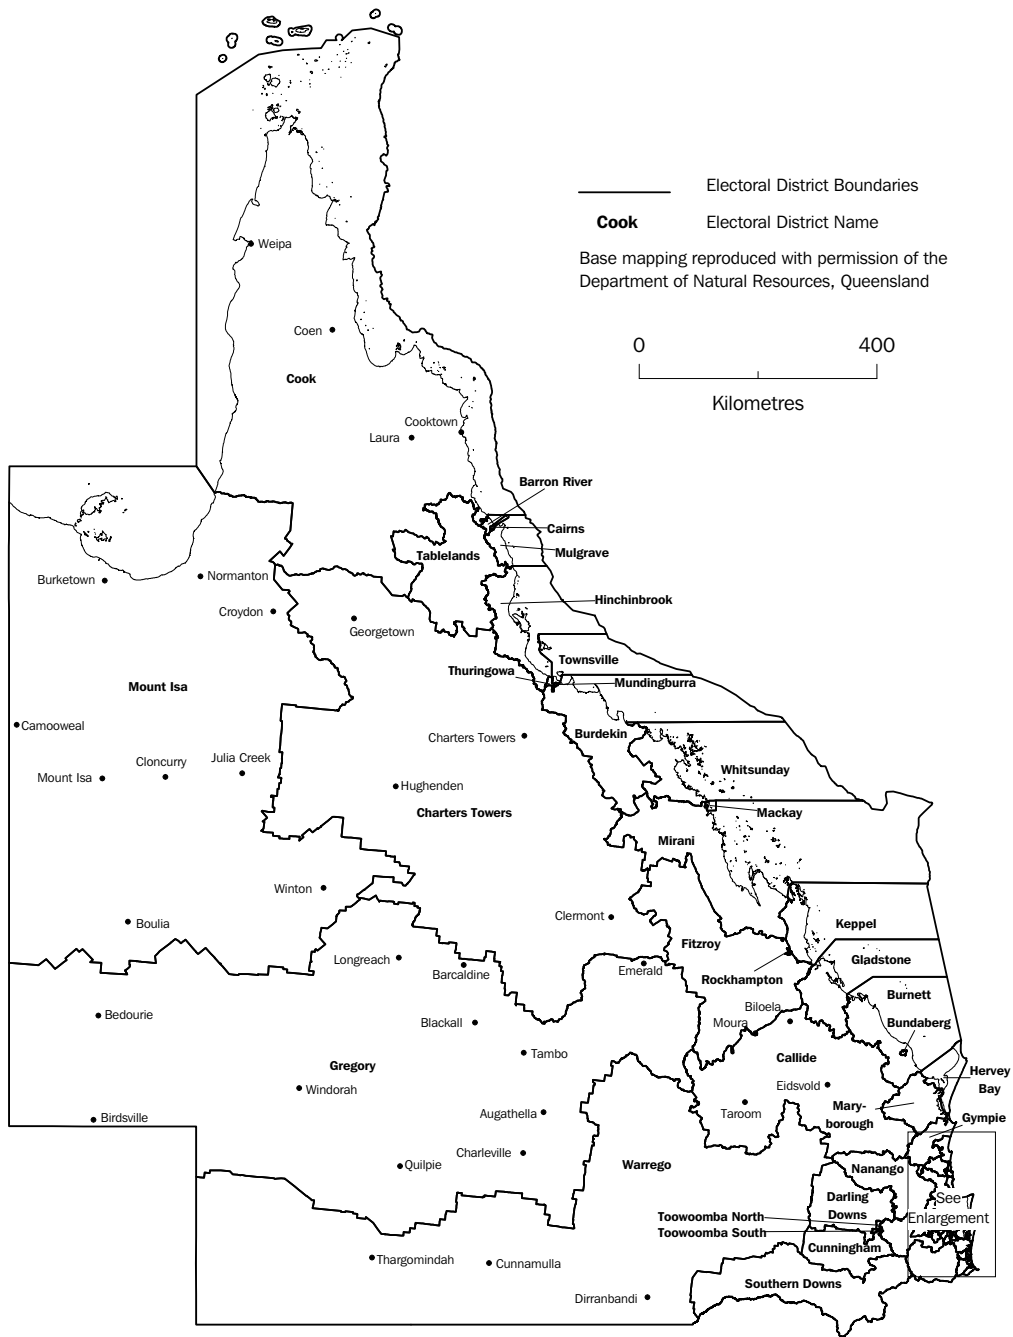 Electoral District Boundaries
Cook
Electoral District Name
Base mapping reproduced with permission of the
Department of Natural Resources, Queensland
0
400
Kilometres
Weipa
Coen
Cook
Cooktown
Laura
Barron River
Cairns
Mulgrave
Tablelands
Burketown
Normanton
Croydon
Georgetown
Hinchinbrook
Townsville
Thuringowa
Mundingburra
Mount Isa
Camooweal
Charters Towers
Burdekin
Julia Creek
Cloncurry
Mount Isa
Hughenden
Whitsunday
Charters Towers
Mackay
Mirani
Winton
Boulia
Clermont
Keppel
Fitzroy
Longreach
Barcaldine
Emerald
Gladstone
Rockhampton
Burnett
Bedourie
Blackall
Biloela
Moura
Bundaberg
Tambo
Callide
Gregory
Hervey
Bay
Windorah
Eidsvold
Birdsville
Augathella
Taroom
Mary-
borough
Gympie
Charleville
Quilpie
Warrego
Nanango
Darling
Downs
See
Enlargement
Toowoomba North
Toowoomba South
Cunningham
Thargomindah
Cunnamulla
Southern Downs
Dirranbandi